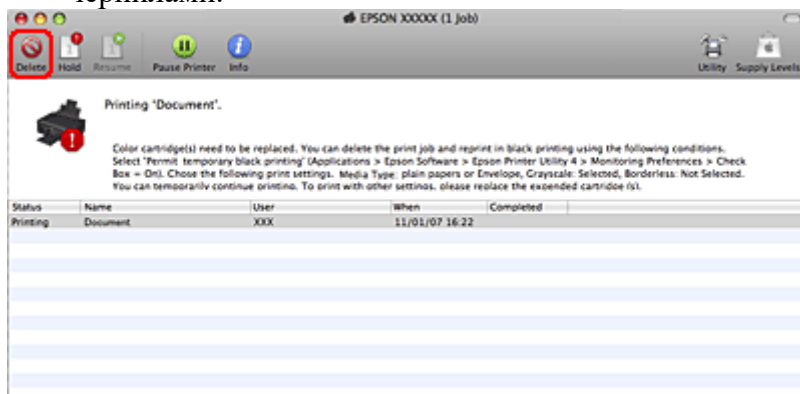 чернилами.
EPSON XXXXX (1 Job)
Delete Hold Resume Pause Printer Info Utility Supply Levels
Printing 'Document'.
Color cartridge(s) need to be replaced. You can delete the print job and reprint in black printing using the following conditions.
Select "Permit temporary black printing" (Applications > Epson Software > Epson Printer Utility 4 > Monitoring Preferences > Check
Box = On). Chose the following print settings. Media Type: plain papers or Envelope, Grayscale: Selected, Borderless: Not Selected.
You can temporarily continue printing. To print with other settings, please replace the expended cartridge (s).
Status Name User When Completed
Printing Document XXX 11/01/07 16:22